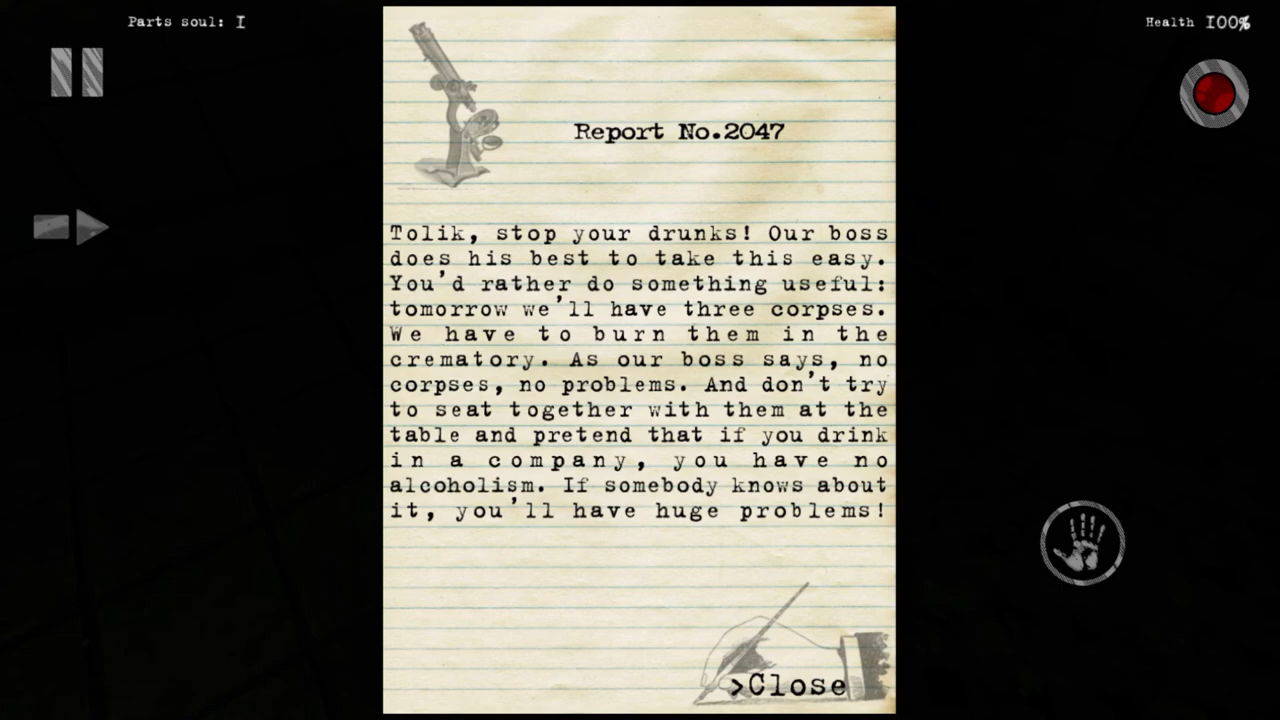 Parts soul: 1
Health 100%
Report No.2047
Tolik, stop your drunks! Our boss
does his best to take this easy.
You'd rather do something useful:
tomorrow we'll have three corpses.
We have to burn them in the
crematory. As our boss says, no
corpses, no problems. And don't try
to seat together with them at the
table and pretend that if you drink
in a company, you have no
alcoholism. If somebody knows about
it, you'll have huge problems!
>Close